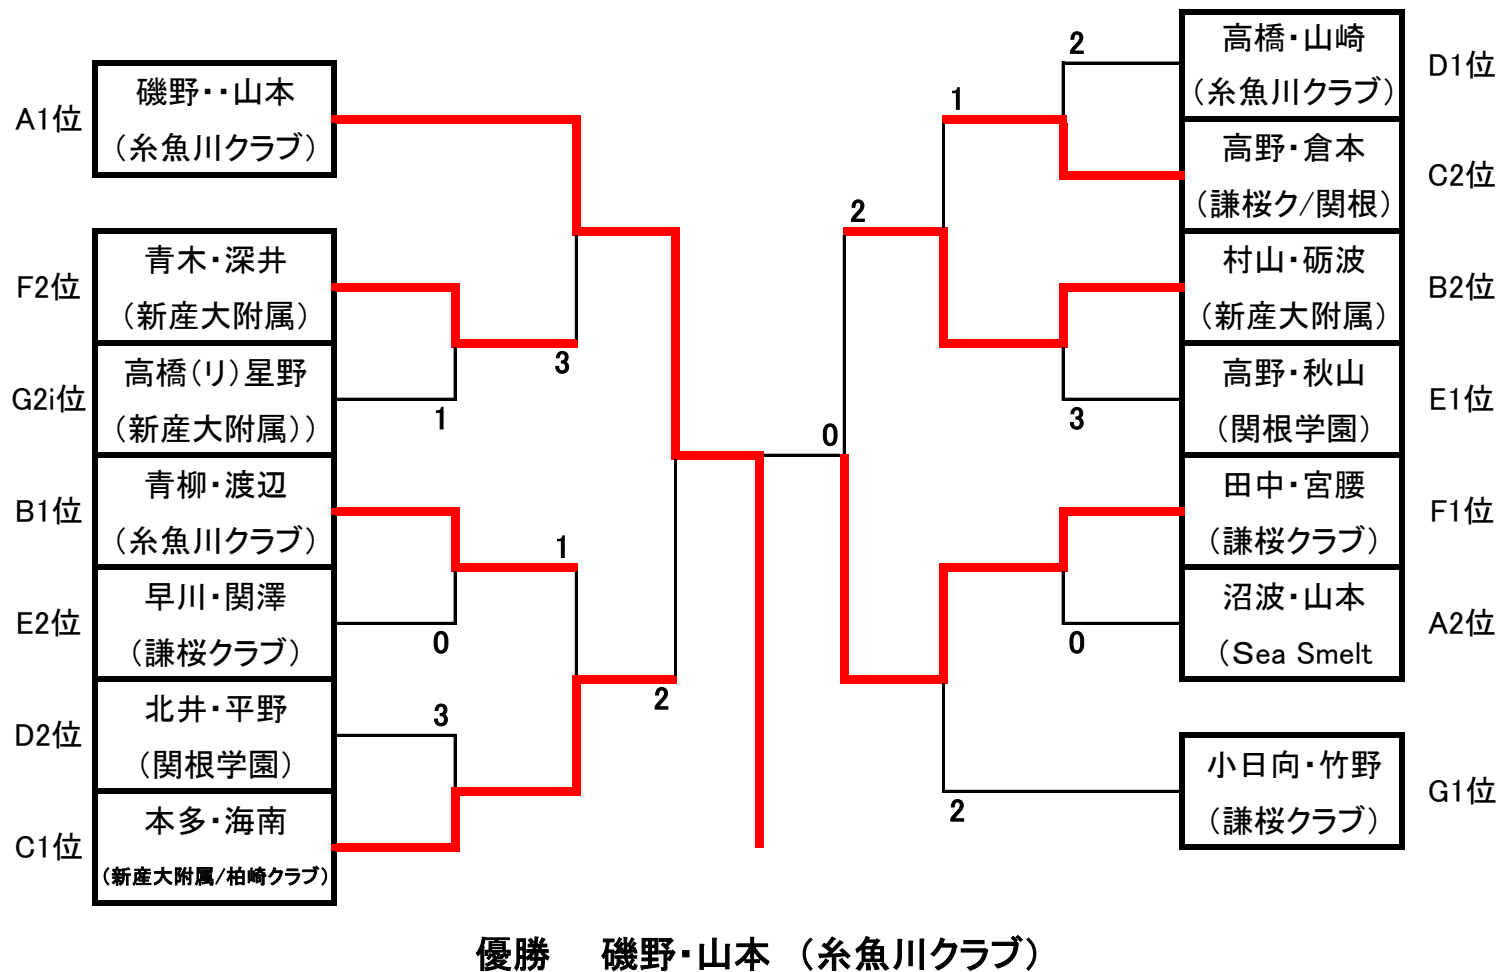 A1位
磯野・・山本
(糸魚川クラブ)
F2位
青木・深井
(新産大附属)
G2i位
高橋(リ)星野
(新産大附属))
B1位
青柳・渡辺
(糸魚川クラブ)
E2位
早川・関澤
(謙桜クラブ)
D2位
北井・平野
(関根学園)
C1位
本多・海南
(新産大附属/柏崎クラブ)
3
1
1
0
3
2
0
2
1
2
3
0
2
高橋・山崎
(糸魚川クラブ)
D1位
高野・倉本
(謙桜ク/関根)
C2位
村山・砺波
(新産大附属)
B2位
高野・秋山
(関根学園)
E1位
田中・宮腰
(謙桜クラブ)
F1位
沼波・山本
(Sea Smelt
A2位
小日向・竹野
(謙桜クラブ)
G1位
優勝 磯野・山本 (糸魚川クラブ)